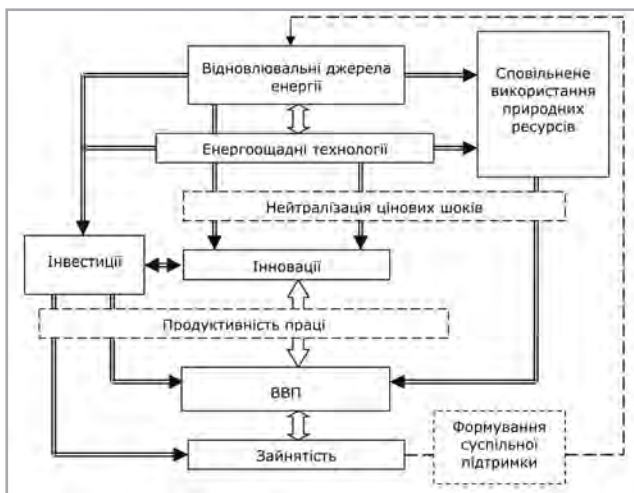 Відновлювальні джерела
енергії
Сповільнене
використання
природних
ресурсів
Енергоощадні технології
Нейтралізація цінових шоків
Інвестиції
Інновації
Продуктивність праці
ВВП
Зайнятість
Формування
суспільної
підтримки